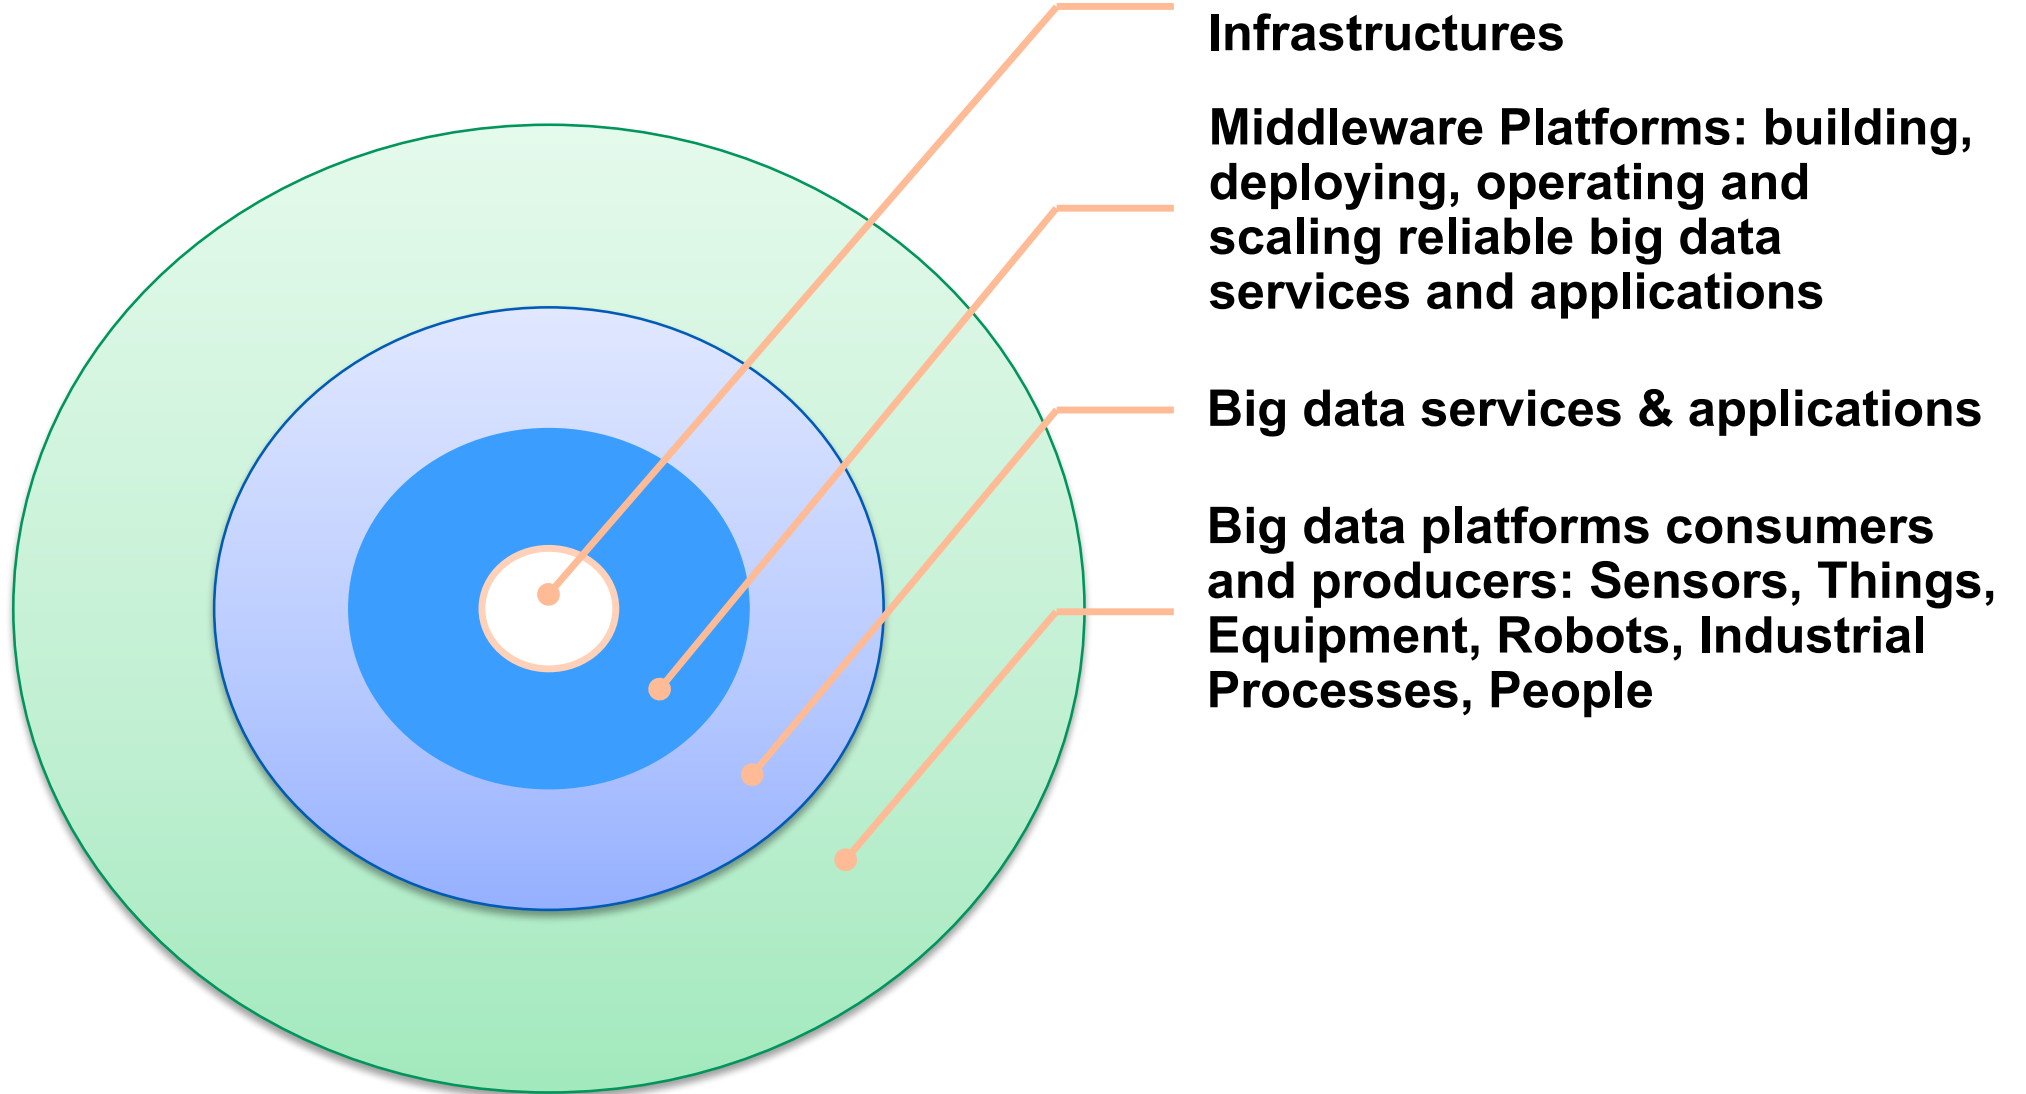 Infrastructures
Middleware Platforms: building,
deploying, operating and
scaling reliable big data
services and applications
Big data services & applications
Big data platforms consumers
and producers: Sensors, Things,
Equipment, Robots, Industrial
Processes, People